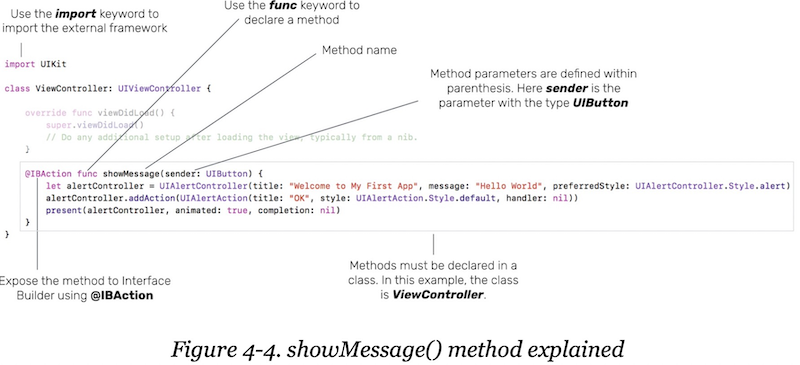 Use the import keyword to
import the external framework
Use the func keyword to
declare a method
Method name
Method parameters are defined within
parenthesis. Here sender is the
parameter with the type UIButton
import UIKit
class ViewController: UIViewController {
override func viewDidLoad() {
super.viewDidLoad()
// Do any additional setup after loading the view, typically from a nib.
}
@IBAction func showMessage(sender: UIButton) {
let alertController = UIAlertController(title: "Welcome to My First App", message: "Hello World", preferredStyle: UIAlertController.Style.alert)
alertController.addAction(UIAlertAction(title: "OK", style: UIAlertAction.Style.default, handler: nil))
present(alertController, animated: true, completion: nil)
}
}
Expose the method to Interface
Builder using @IBAction
Methods must be declared in a
class. In this example, the class
is ViewController.
Figure 4-4. showMessage() method explained